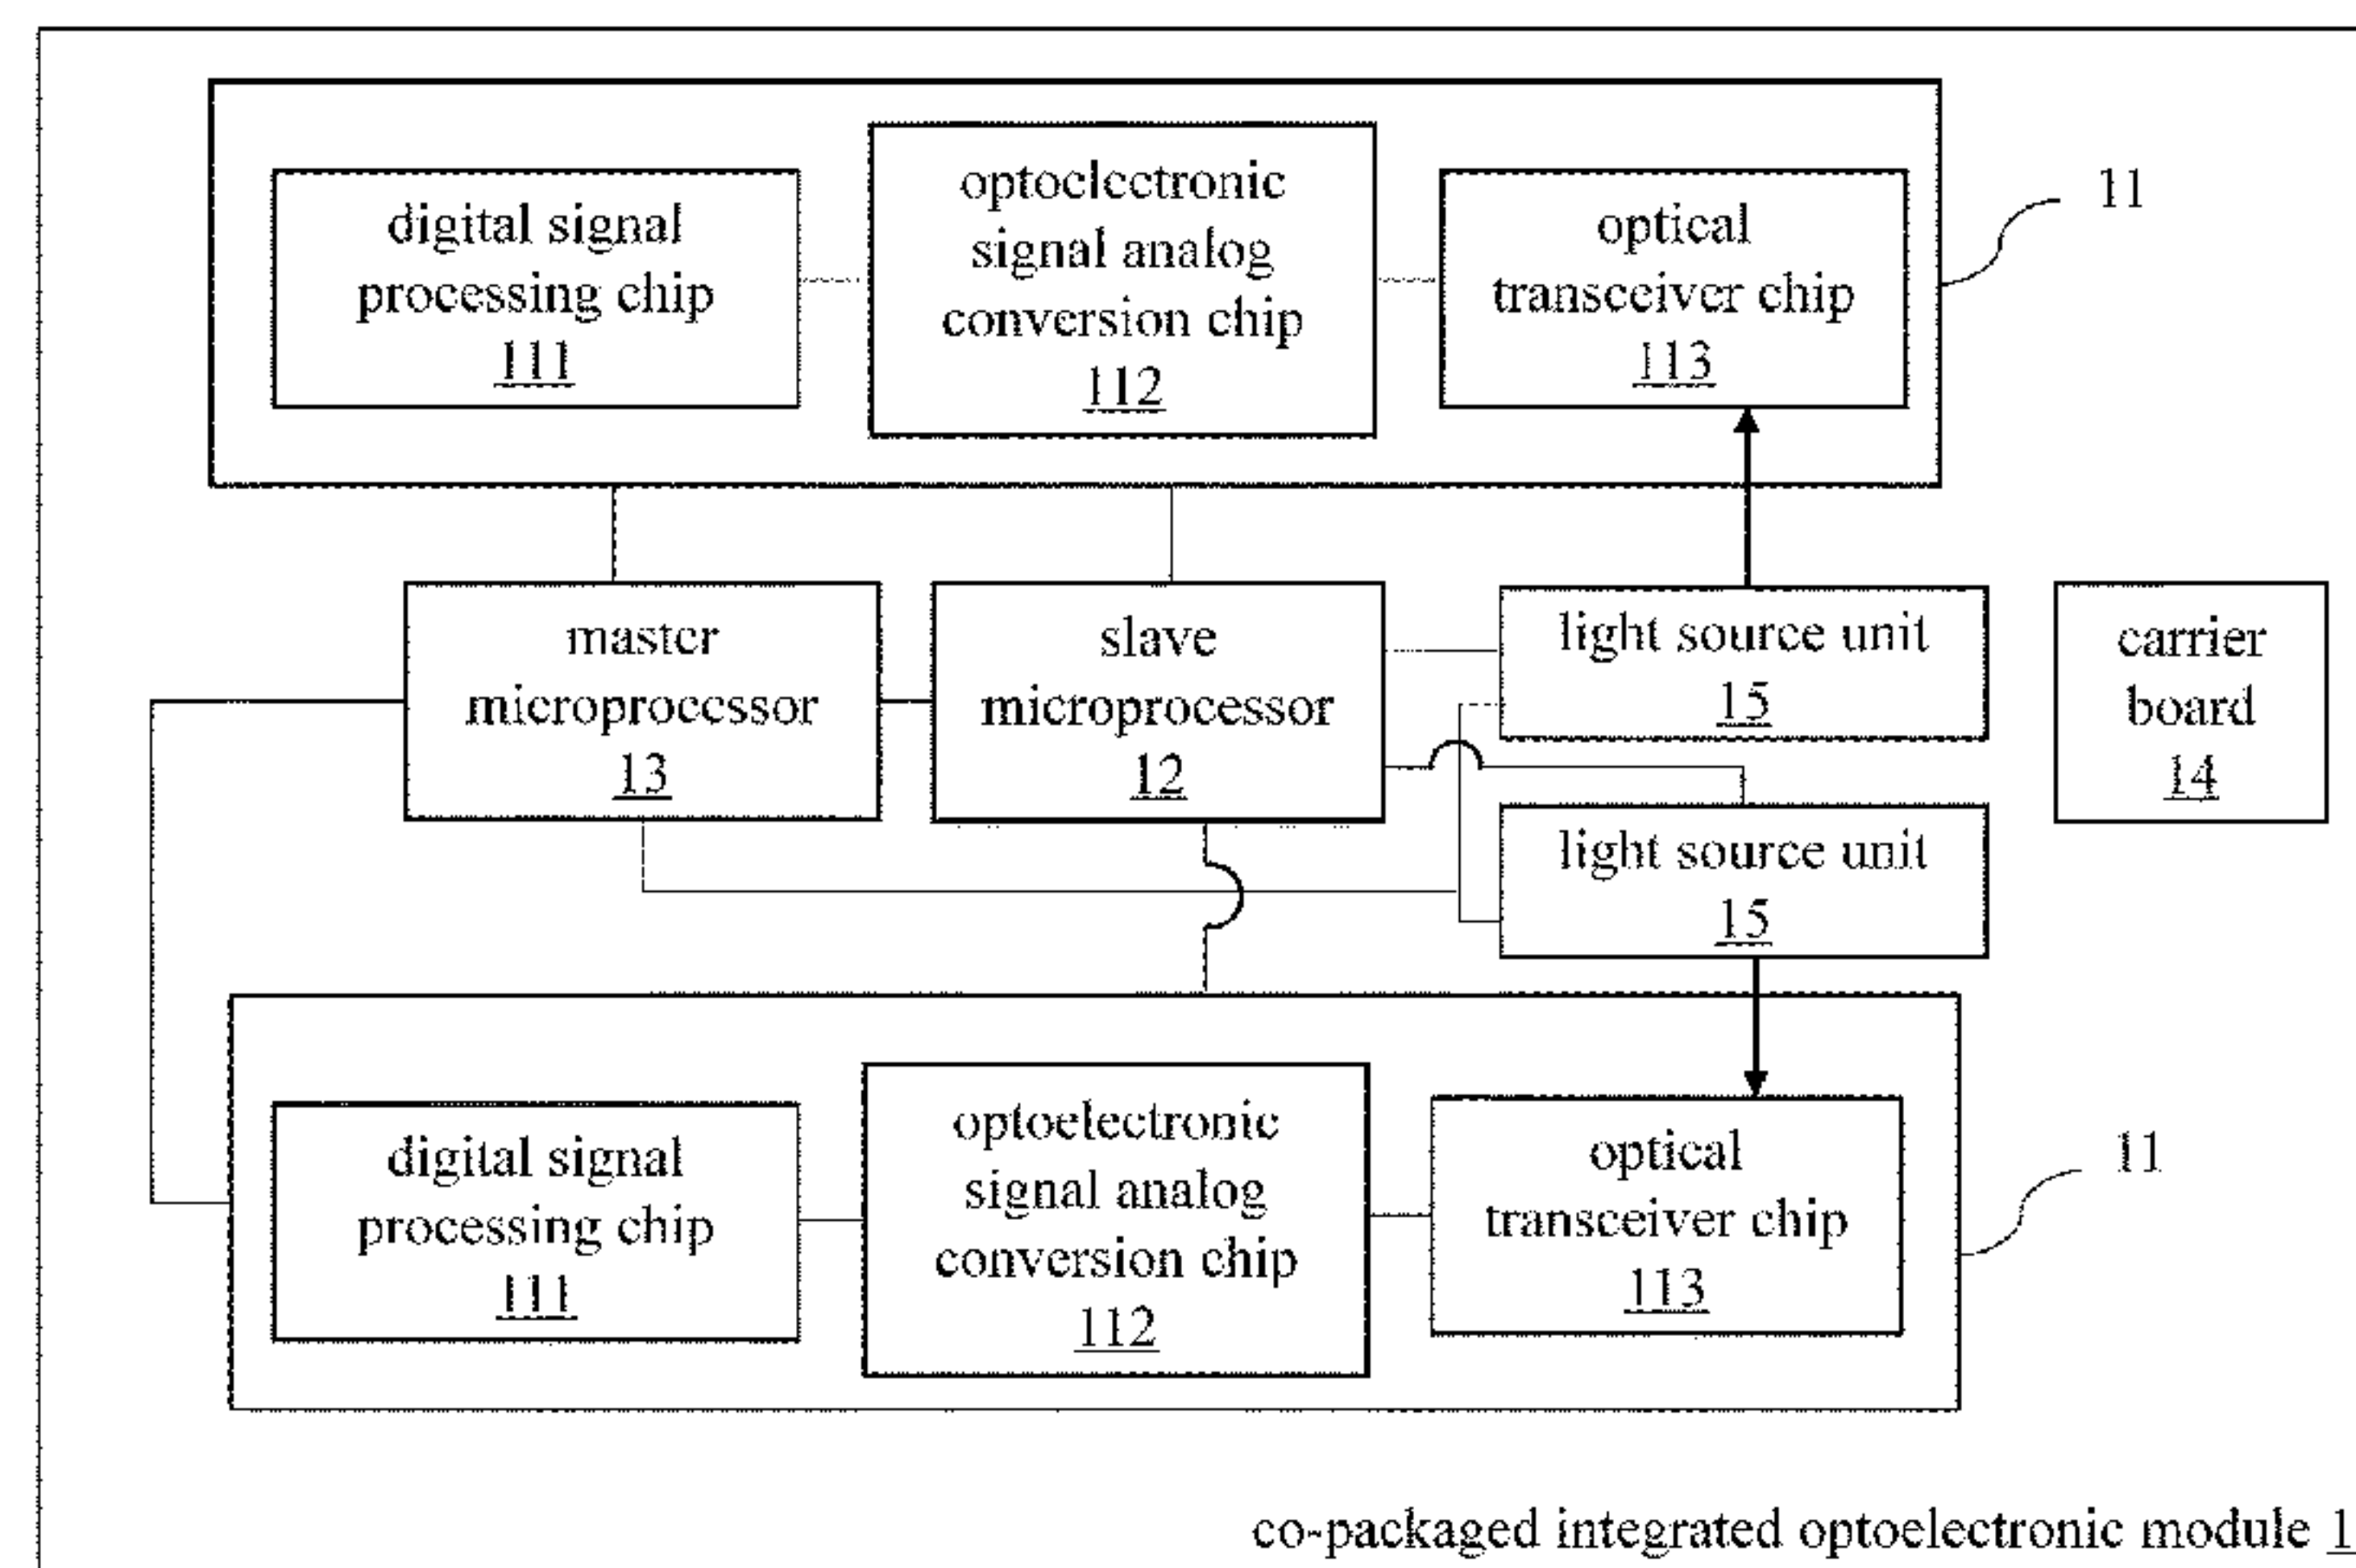 digital signal
processing chip
111
optoelectronic
signal analog
conversion chip
112
optical
transceiver chip
113
11
master
microprocessor
13
slave
microprocessor
12
light source unit
15
carrier
board
14
light source unit
15
digital signal
processing chip
111
optoelectronic
signal analog
conversion chip
112
optical
transceiver chip
113
11
co-packaged integrated optoelectronic module 1